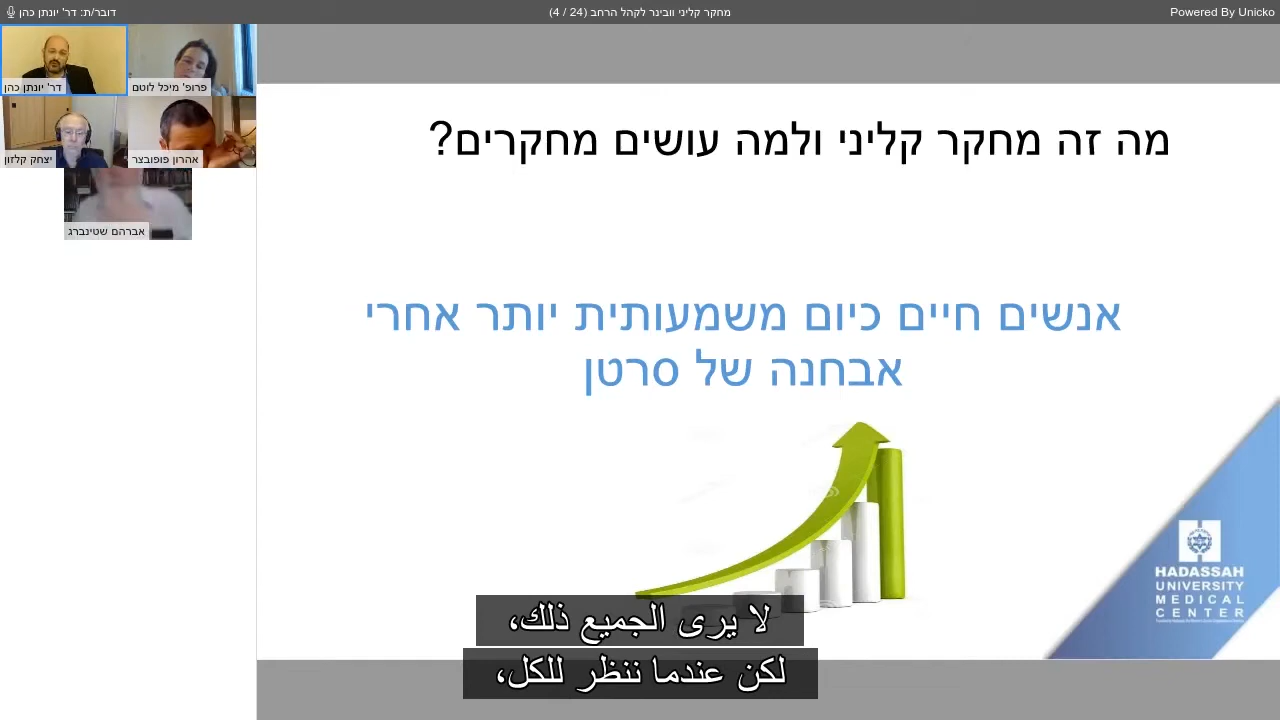 דובר/ת: דר' יונתן כהן
מחקר קליני וובינר לקהל הרחב (24 / 4)
Powered By Unicko
דר' יונתן כהן
פרופ' מיכל לוטם
יצחק קלזון
אהרון פופובצר
אברהם שטינברג
מה זה מחקר קליני ולמה עושים מחקרים?
אנשים חיים כיום משמעותית יותר אחרי
אבחנה של סרטן
HADASSAH
UNIVERSITY
MEDICAL
CENTER
لا يرى الجميع ذلك،
لكن عندما ننظر للكل،